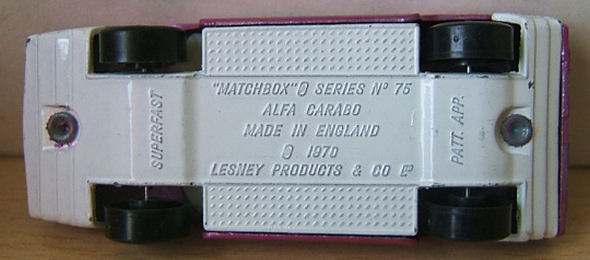 "MATCHBOX"® SERIES Nº 75
ALFA CARABO
MADE IN ENGLAND
© 1970
LESNEY PRODUCTS & CO LD
SUPERFAST
PATT. APP.